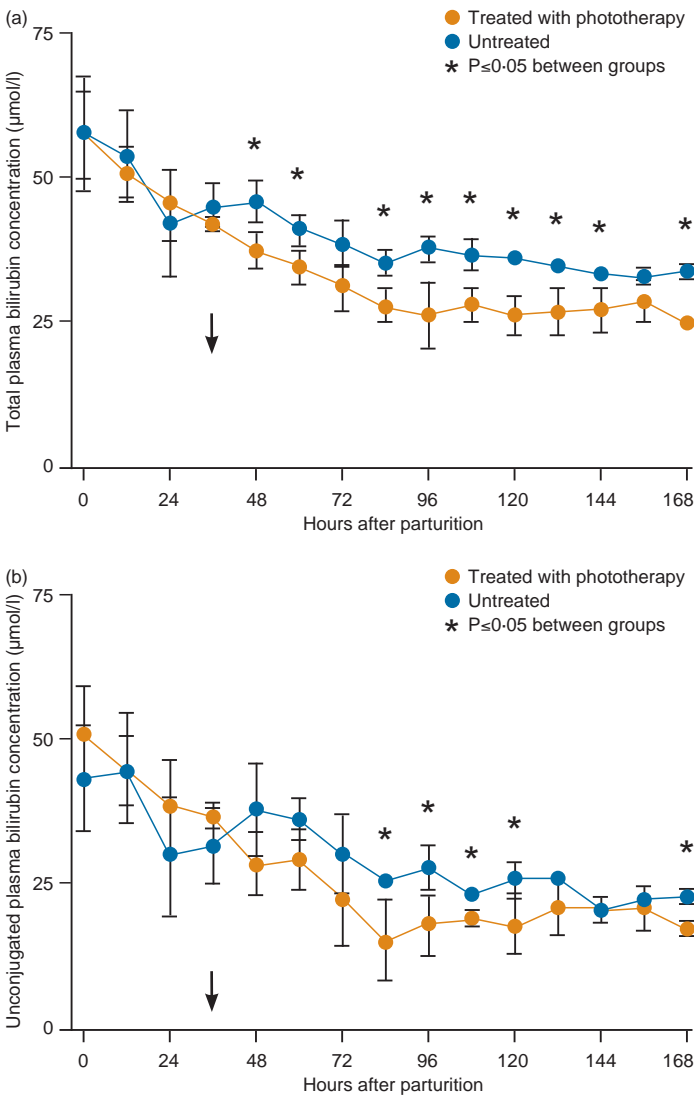 (a)
Treated with phototherapy
Untreated
* P≤0·05 between groups
Total plasma bilirubin concentration (μmol/l)
75
50
25
0
* * * * * * * * *
0 24 48 72 96 120 144 168
Hours after parturition
(b)
Treated with phototherapy
Untreated
* P≤0·05 between groups
Unconjugated plasma bilirubin concentration (μmol/l)
75
50
25
0
* * * * *
0 24 48 72 96 120 144 168
Hours after parturition